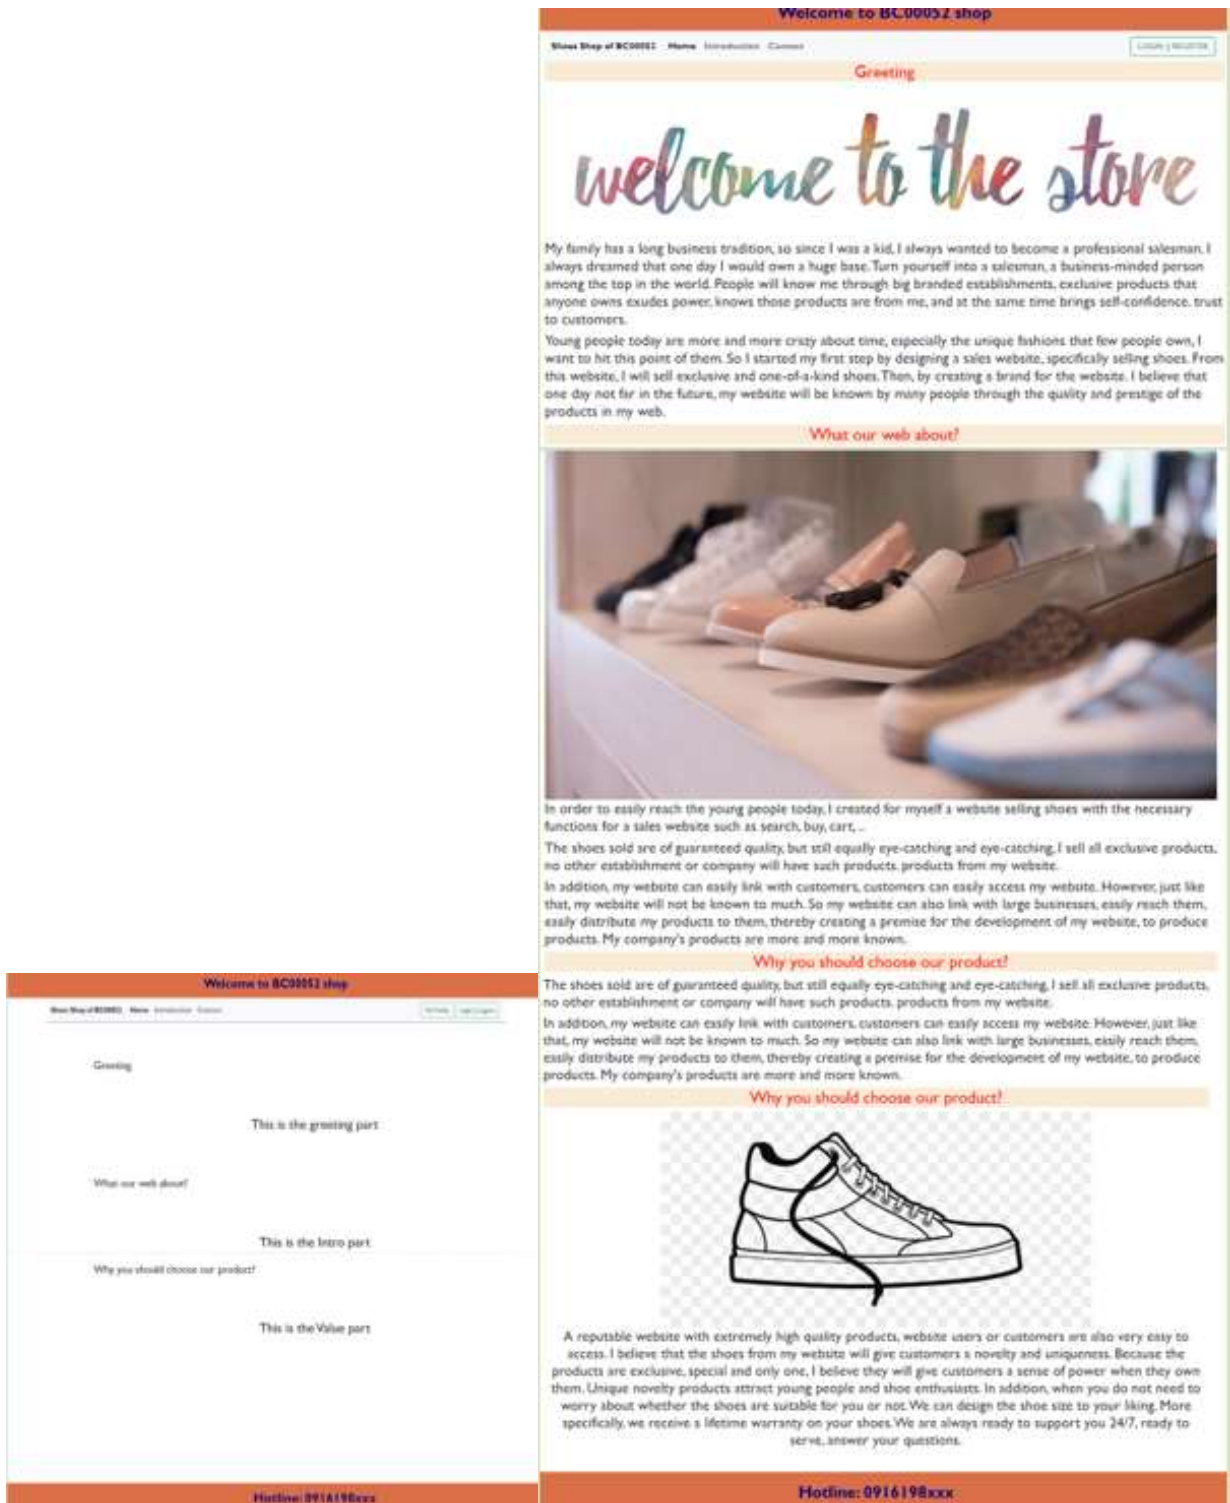 Welcome to BC00052 shop
Shoes Shop of BC00052 Home Introduction Contact
Greeting
This is the greeting part
What our web about?
This is the Intro part
Why you should choose our product?
This is the Value part
Hotline: 0916198xxx
Welcome to BC00052 shop
Shoes Shop of BC00052 Home Introduction Contact LOGIN | REGISTER
Greeting
welcome to the store
My family has a long business tradition, so since I was a kid, I always wanted to become a professional salesman. I
always dreamed that one day I would own a huge base. Turn yourself into a salesman, a business-minded person
among the top in the world. People will know me through big branded establishments, exclusive products that
anyone owns exudes power, knows those products are from me, and at the same time brings self-confidence. trust
to customers.
Young people today are more and more crazy about time, especially the unique fashions that few people own, I
want to hit this point of them. So I started my first step by designing a sales website, specifically selling shoes. From
this website, I will sell exclusive and one-of-a-kind shoes. Then, by creating a brand for the website. I believe that
one day not far in the future, my website will be known by many people through the quality and prestige of the
products in my web.
What our web about?
In order to easily reach the young people today, I created for myself a website selling shoes with the necessary
functions for a sales website such as search, buy, cart, ..
The shoes sold are of guaranteed quality, but still equally eye-catching and eye-catching. I sell all exclusive products,
no other establishment or company will have such products. products from my website.
In addition, my website can easily link with customers, customers can easily access my website. However, just like
that, my website will not be known to much. So my website can also link with large businesses, easily reach them,
easily distribute my products to them, thereby creating a premise for the development of my website, to produce
products. My company's products are more and more known.
Why you should choose our product?
The shoes sold are of guaranteed quality, but still equally eye-catching and eye-catching. I sell all exclusive products,
no other establishment or company will have such products. products from my website.
In addition, my website can easily link with customers, customers can easily access my website. However, just like
that, my website will not be known to much. So my website can also link with large businesses, easily reach them,
easily distribute my products to them, thereby creating a premise for the development of my website, to produce
products. My company's products are more and more known.
Why you should choose our product?
A reputable website with extremely high quality products, website users or customers are also very easy to
access. I believe that the shoes from my website will give customers a novelty and uniqueness. Because the
products are exclusive, special and only one, I believe they will give customers a sense of power when they own
them. Unique novelty products attract young people and shoe enthusiasts. In addition, when you do not need to
worry about whether the shoes are suitable for you or not. We can design the shoe size to your liking. More
specifically, we receive a lifetime warranty on your shoes. We are always ready to support you 24/7, ready to
serve, answer your questions.
Hotline: 0916198xxx